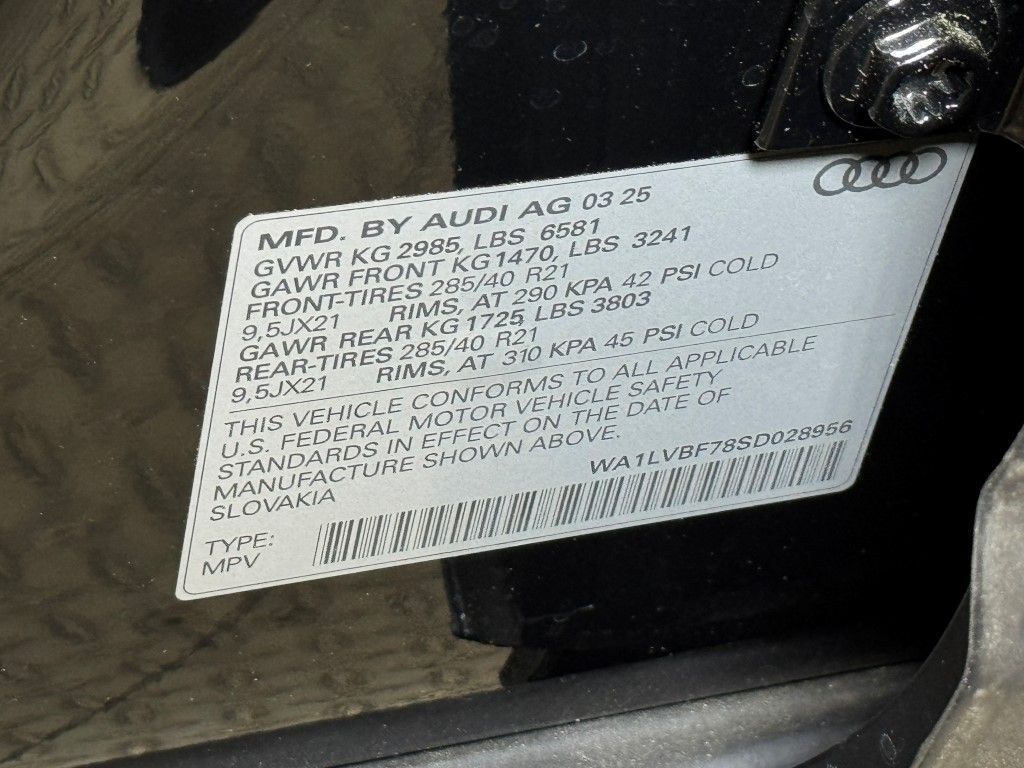 MFD. BY AUDI AG 03 25
GVWR KG 2985, LBS 6581
GAWR FRONT KG 1470, LBS 3241
FRONT-TIRES 285/40 R21
9,5JX21 RIMS, AT 290 KPA 42 PSI COLD
GAWR REAR KG 1725, LBS 3803
REAR-TIRES 285/40 R21
9,5JX21 RIMS, AT 310 KPA 45 PSI COLD
THIS VEHICLE CONFORMS TO ALL APPLICABLE
U.S. FEDERAL MOTOR VEHICLE SAFETY
STANDARDS IN EFFECT ON THE DATE OF
MANUFACTURE SHOWN ABOVE.
SLOVAKIA
WA1LVBF78SD028956
TYPE:
MPV